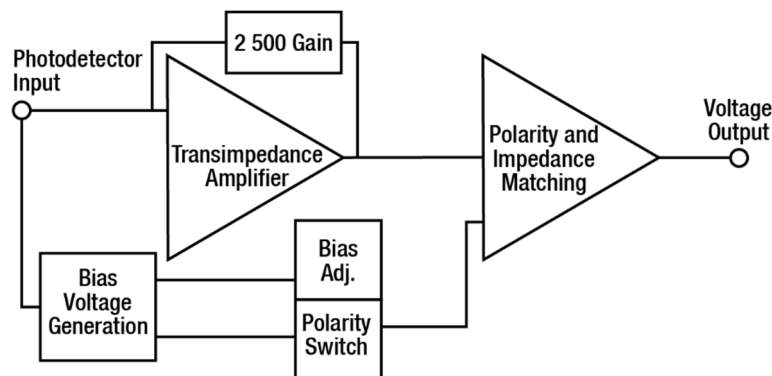 2 500 Gain
Photodetector
Input
Transimpedance
Amplifier
Polarity and
Impedance
Matching
Voltage
Output
Bias
Voltage
Generation
Bias
Adj.
Polarity
Switch